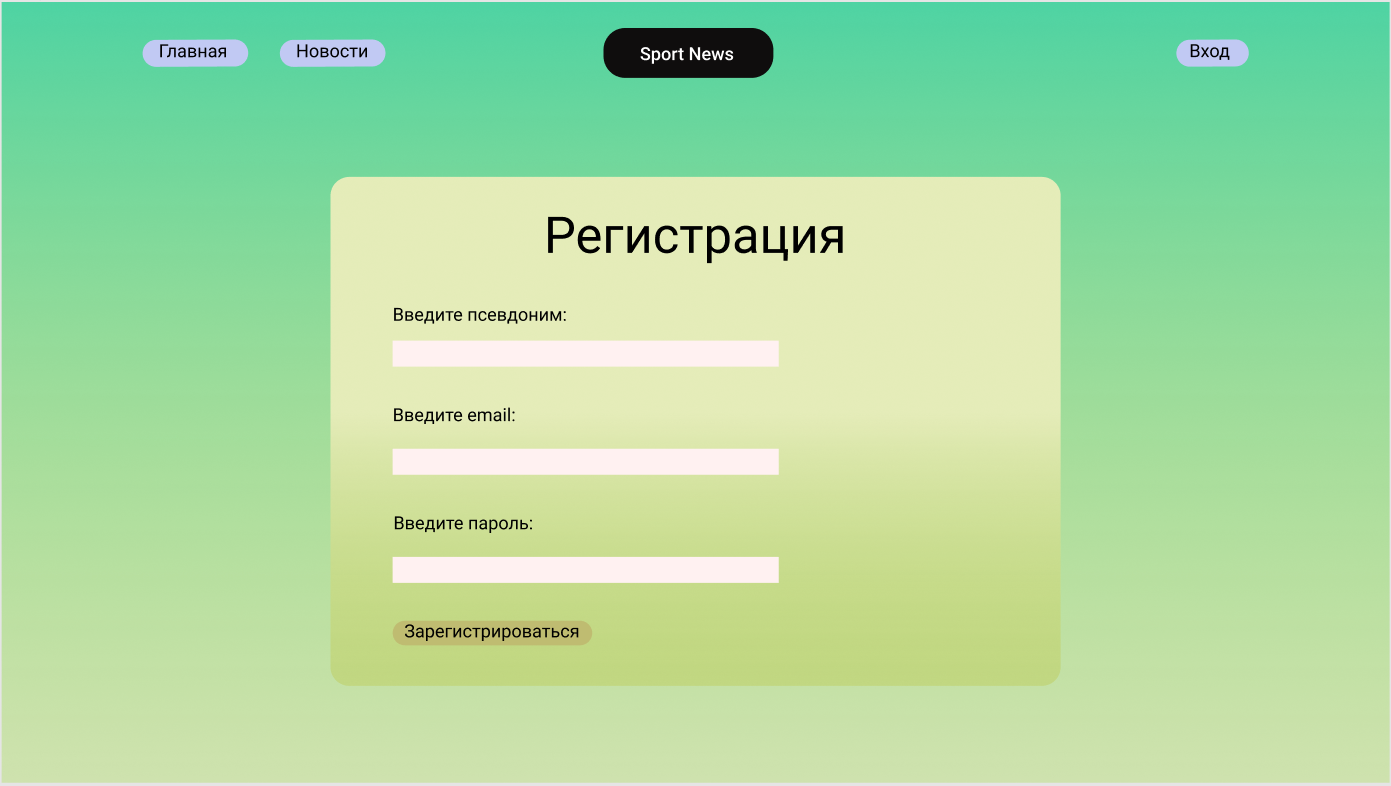 Главная
Новости
Sport News
Вход
Регистрация
Введите псевдоним:
Введите email:
Введите пароль:
Зарегистрироваться